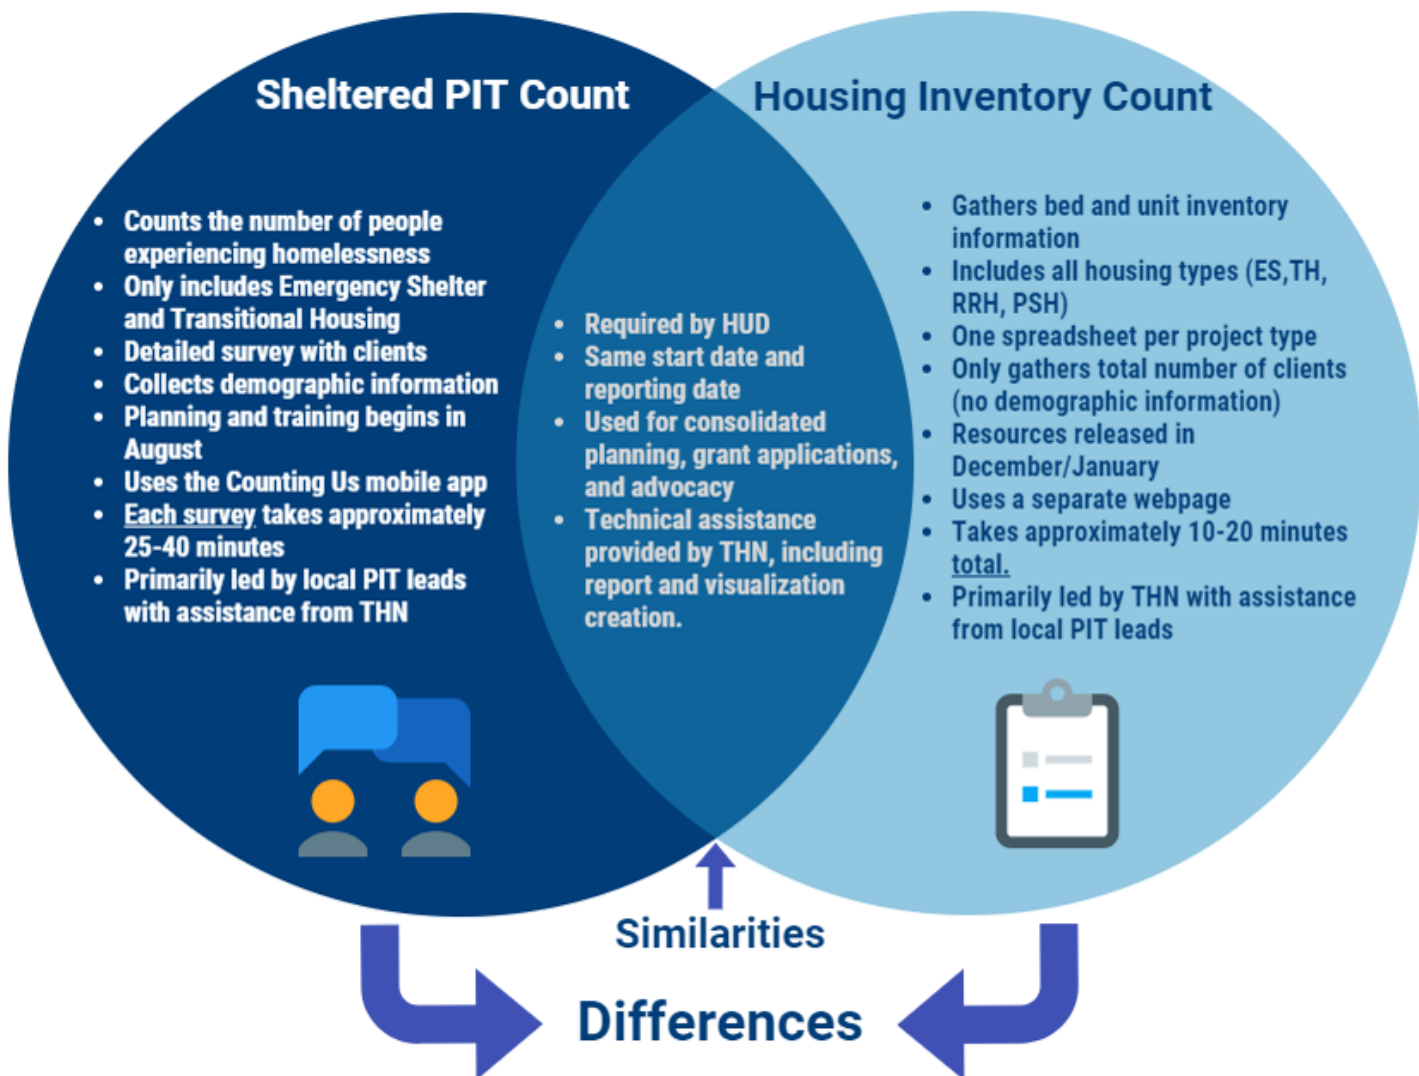 Sheltered PIT Count
• Counts the number of people
experiencing homelessness
• Only includes Emergency Shelter
and Transitional Housing
• Detailed survey with clients
• Collects demographic information
• Planning and training begins in
August
• Uses the Counting Us mobile app
• Each survey takes approximately
25-40 minutes
• Primarily led by local PIT leads
with assistance from THN
• Required by HUD
• Same start date and
reporting date
• Used for consolidated
planning, grant applications,
and advocacy
• Technical assistance
provided by THN, including
report and visualization
creation.
Housing Inventory Count
• Gathers bed and unit inventory
information
• Includes all housing types (ES,TH,
RRH, PSH)
• One spreadsheet per project type
• Only gathers total number of clients
(no demographic information)
• Resources released in
December/January
• Uses a separate webpage
• Takes approximately 10-20 minutes
total.
• Primarily led by THN with assistance
from local PIT leads
Similarities
Differences